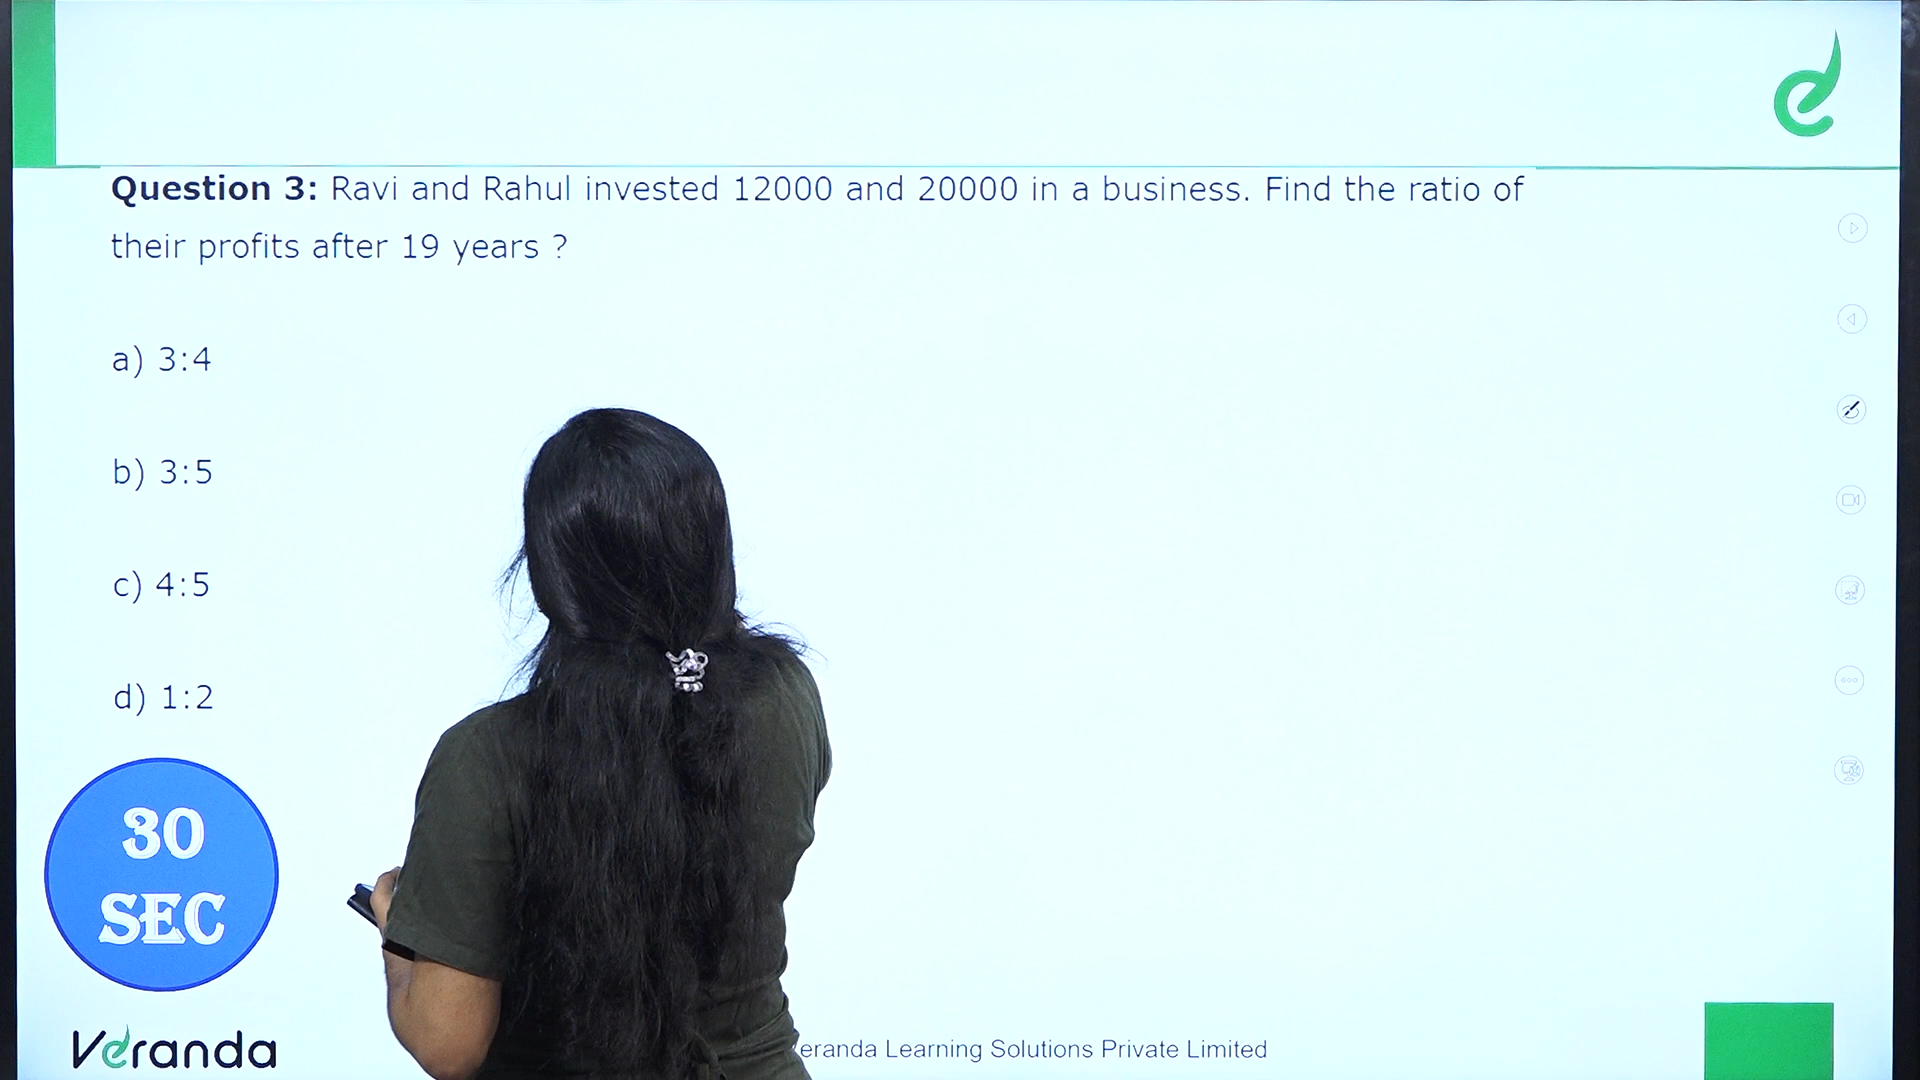 Question 3: Ravi and Rahul invested 12000 and 20000 in a business. Find the ratio of
their profits after 19 years ?
a) 3:4
b) 3:5
c) 4:5
d) 1:2
30
SEC
Veranda
eranda Learning Solutions Private Limited